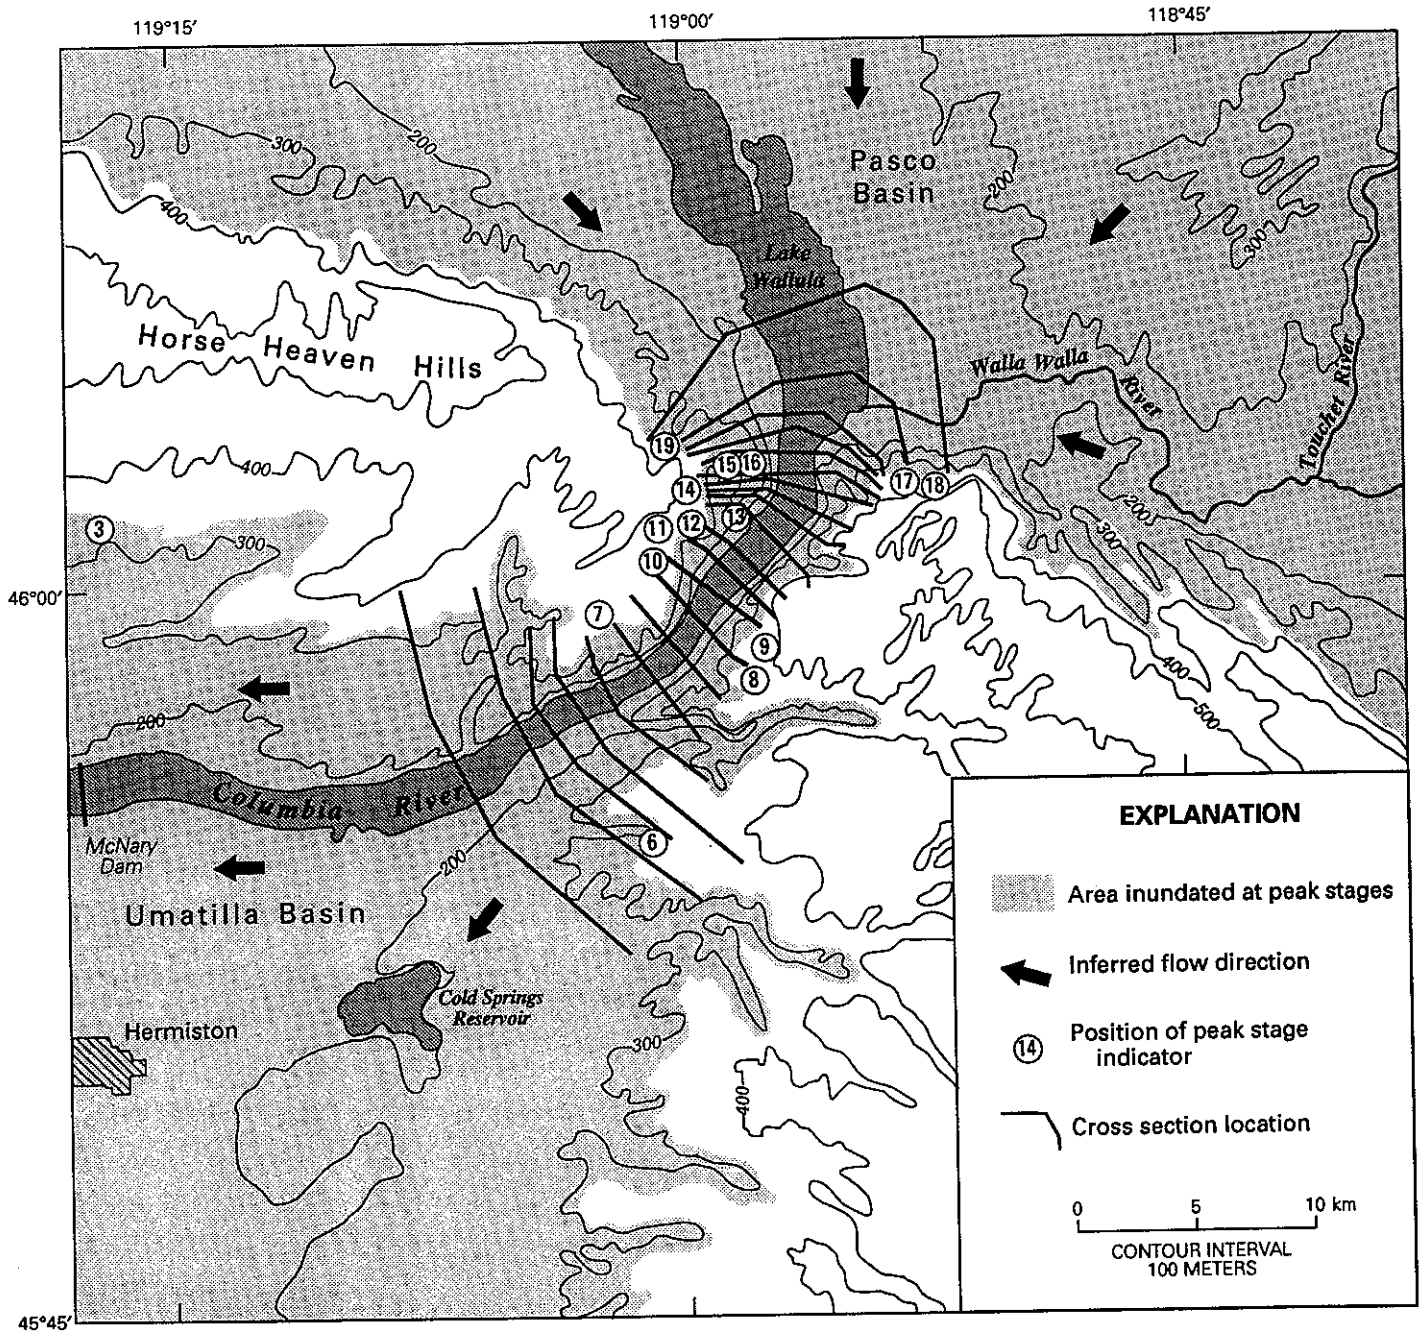 119°15′
119°00′
118°45′
Pasco
Basin
300
200
200
400
300
Lake
Wallula
Horse Heaven Hills
Walla Walla
River
Touchet River
400
19
15
16
17
18
14
3
11
12
13
200
300
300
10
46°00′
7
9
8
400
500
200
Columbia River
McNary
Dam
6
200
Umatilla Basin
Cold Springs
Reservoir
Hermiston
300
400
45°45′
EXPLANATION
Area inundated at peak stages
Inferred flow direction
14
Position of peak stage
indicator
Cross section location
0 5 10 km
CONTOUR INTERVAL
100 METERS